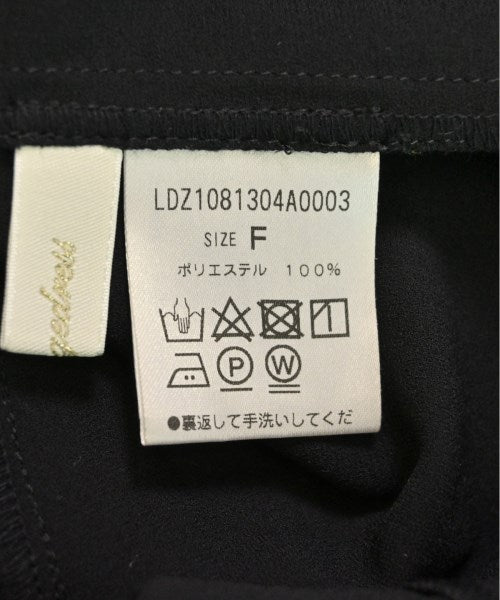 LDZ1081304A0003
SIZE F
ポリエステル 100%
P W
●裏返して手洗いしてくだ